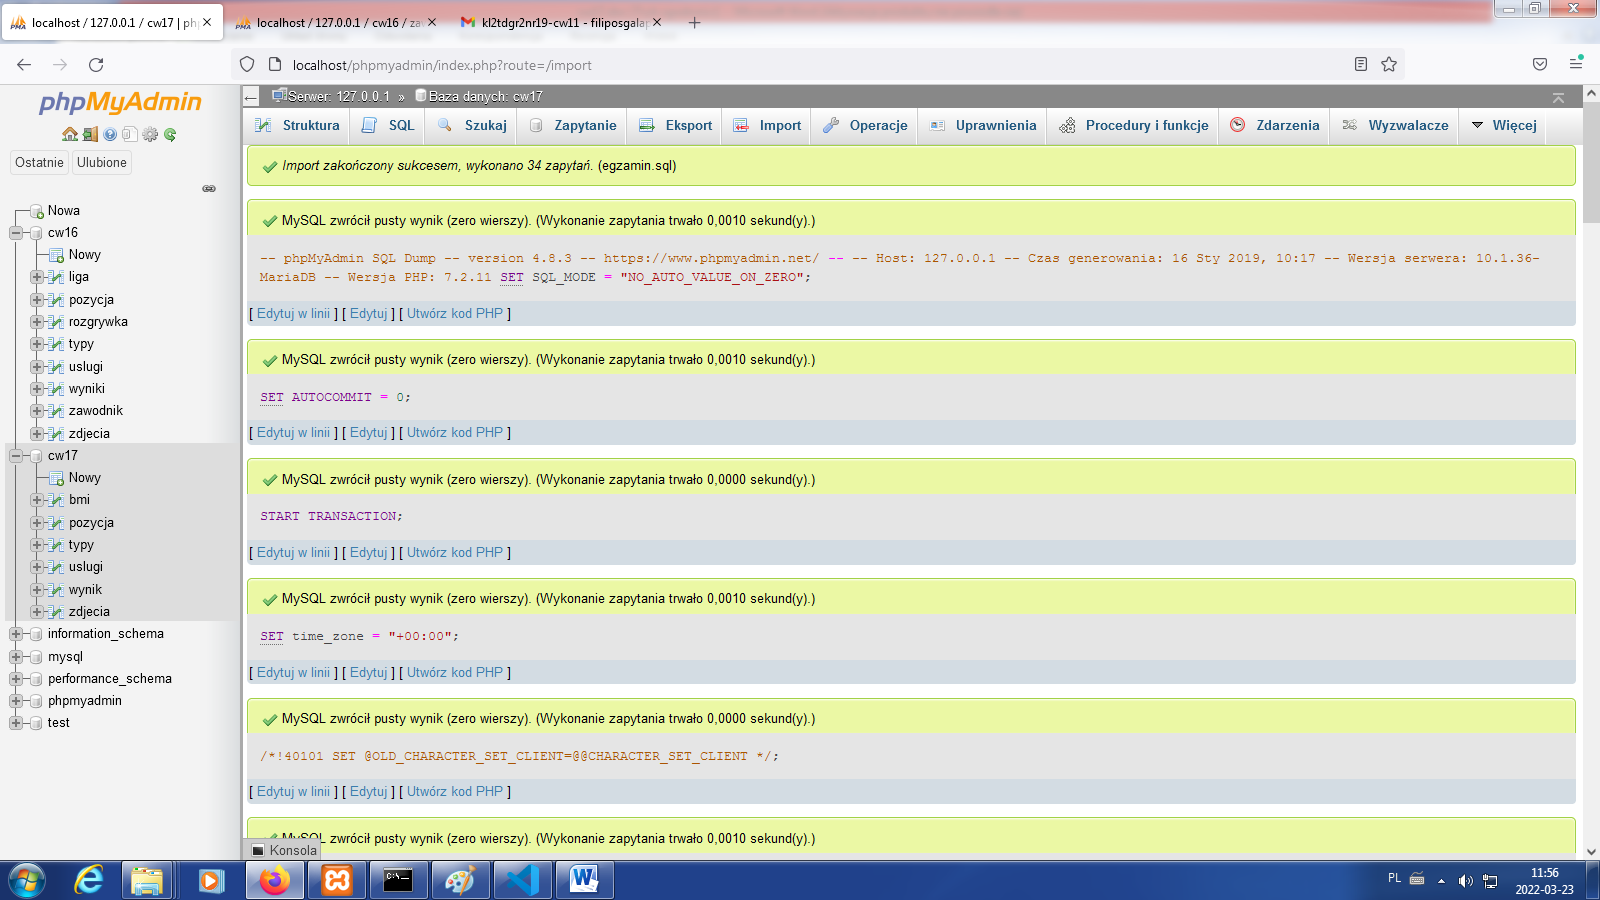 localhost / 127.0.0.1 / cw17 | ph
localhost / 127.0.0.1 / cw16 / za
kl2tdgr2nr19-cw11 - filiposgala
localhost/phpmyadmin/index.php?route=/import
phpMyAdmin
Ostatnie
Ulubione
Nowa
cw16
Nowy
liga
pozycja
rozgrywka
typy
uslugi
wyniki
zawodnik
zdjecia
cw17
Nowy
bmi
pozycja
typy
uslugi
wynik
zdjecia
information_schema
mysql
performance_schema
phpmyadmin
test
Serwer: 127.0.0.1 » Baza danych: cw17
Struktura SQL Szukaj Zapytanie Eksport Import Operacje Uprawnienia Procedury i funkcje Zdarzenia Wyzwalacze Więcej
Import zakończony sukcesem, wykonano 34 zapytań. (egzamin.sql)
MySQL zwrócił pusty wynik (zero wierszy). (Wykonanie zapytania trwało 0,0010 sekund(y).)
-- phpMyAdmin SQL Dump -- version 4.8.3 -- https://www.phpmyadmin.net/ -- -- Host: 127.0.0.1 -- Czas generowania: 16 Sty 2019, 10:17 -- Wersja serwera: 10.1.36-
MariaDB -- Wersja PHP: 7.2.11 SET SQL_MODE = "NO_AUTO_VALUE_ON_ZERO";
[ Edytuj w linii ] [ Edytuj ] [ Utwórz kod PHP ]
MySQL zwrócił pusty wynik (zero wierszy). (Wykonanie zapytania trwało 0,0010 sekund(y).)
SET AUTOCOMMIT = 0;
[ Edytuj w linii ] [ Edytuj ] [ Utwórz kod PHP ]
MySQL zwrócił pusty wynik (zero wierszy). (Wykonanie zapytania trwało 0,0000 sekund(y).)
START TRANSACTION;
[ Edytuj w linii ] [ Edytuj ] [ Utwórz kod PHP ]
MySQL zwrócił pusty wynik (zero wierszy). (Wykonanie zapytania trwało 0,0010 sekund(y).)
SET time_zone = "+00:00";
[ Edytuj w linii ] [ Edytuj ] [ Utwórz kod PHP ]
MySQL zwrócił pusty wynik (zero wierszy). (Wykonanie zapytania trwało 0,0000 sekund(y).)
/*!40101 SET @OLD_CHARACTER_SET_CLIENT=@@CHARACTER_SET_CLIENT */;
[ Edytuj w linii ] [ Edytuj ] [ Utwórz kod PHP ]
MySQL zwrócił pusty wynik (zero wierszy). (Wykonanie zapytania trwało 0,0010 sekund(y).)
Konsola
PL
11:56
2022-03-23